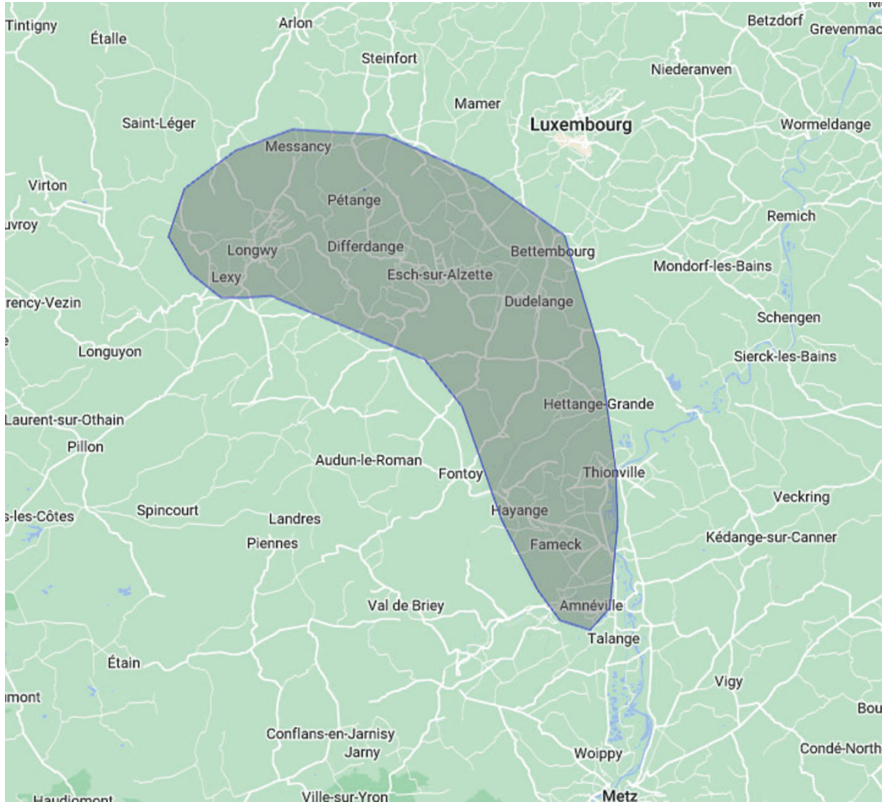 Tintigny
Arlon
Betzdorf
Grevenmac
Étalle
Steinfort
Niederanven
Mamer
Saint-Léger
Luxembourg
Wormeldange
Messancy
Virton
Pétange
Remich
uvroy
Longwy
Differdange
Bettembourg
Mondorf-les-Bains
Lexy
Esch-sur-Alzette
rency-Vezin
Dudelange
Schengen
Longuyon
Sierck-les-Bains
Hettange-Grande
Laurent-sur-Othain
Pillon
Audun-le-Roman
Fontoy
Thionville
Veckring
s-les-Côtes
Spincourt
Landres
Hayange
Piennes
Fameck
Kédange-sur-Canner
Val de Briey
Amnéville
Talange
Étain
Vigy
mont
Bou
Conflans-en-Jarnisy
Jarny
Woippy
Condé-North
Haudiomont
Ville-sur-Yron
Metz